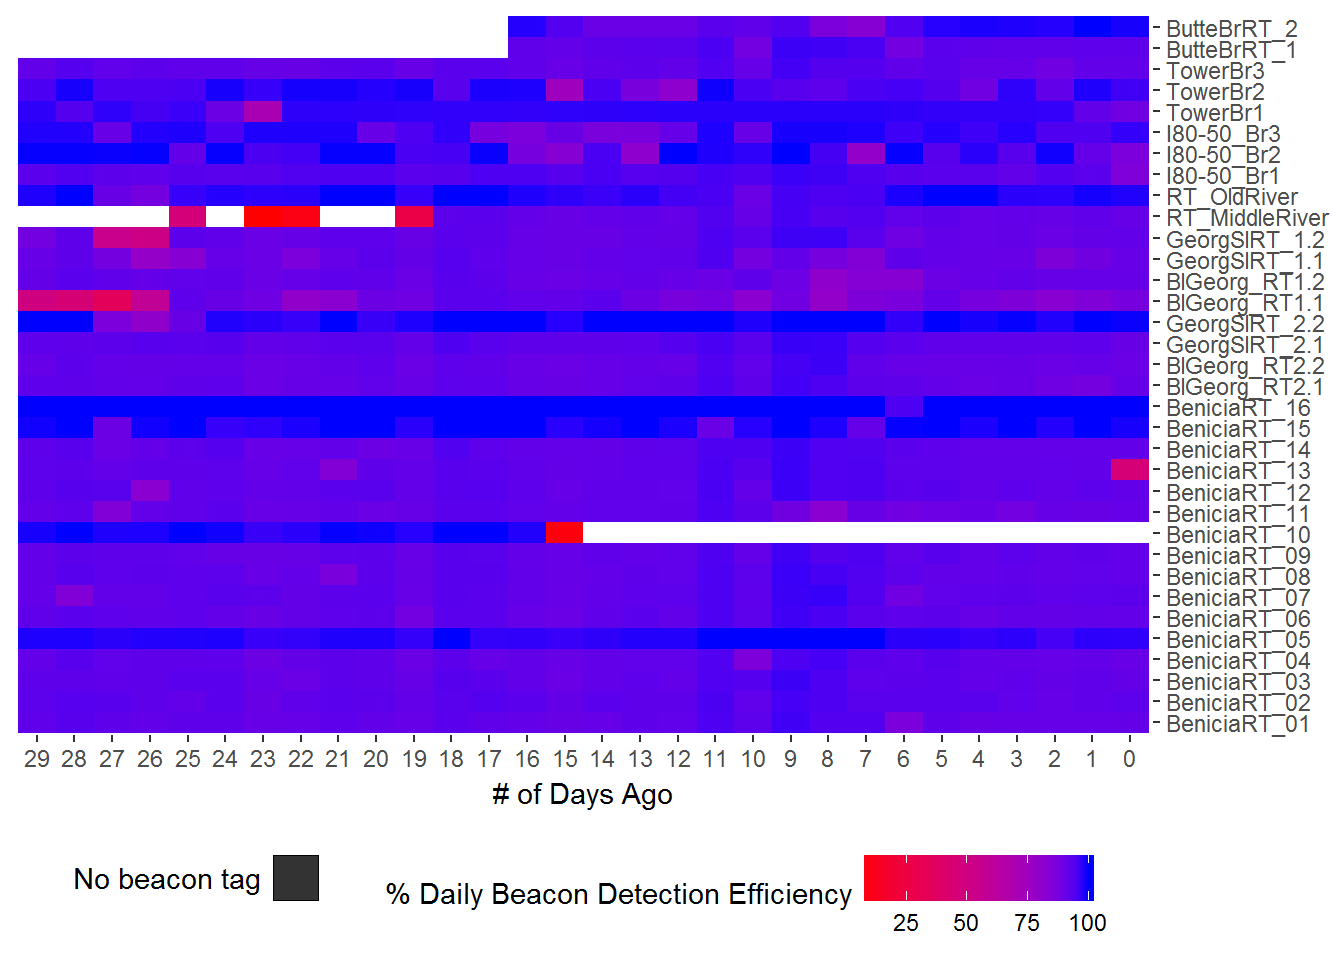 ButteBrRT_2
ButteBrRT_1
TowerBr3
TowerBr2
TowerBr1
I80-50_Br3
I80-50_Br2
I80-50_Br1
RT_OldRiver
RT_MiddleRiver
GeorgSlRT_1.2
GeorgSlRT_1.1
BlGeorg_RT1.2
BlGeorg_RT1.1
GeorgSlRT_2.2
GeorgSlRT_2.1
BlGeorg_RT2.2
BlGeorg_RT2.1
BeniciaRT_16
BeniciaRT_15
BeniciaRT_14
BeniciaRT_13
BeniciaRT_12
BeniciaRT_11
BeniciaRT_10
BeniciaRT_09
BeniciaRT_08
BeniciaRT_07
BeniciaRT_06
BeniciaRT_05
BeniciaRT_04
BeniciaRT_03
BeniciaRT_02
BeniciaRT_01
29 28 27 26 25 24 23 22 21 20 19 18 17 16 15 14 13 12 11 10 9 8 7 6 5 4 3 2 1 0
# of Days Ago
No beacon tag
% Daily Beacon Detection Efficiency
25 50 75 100